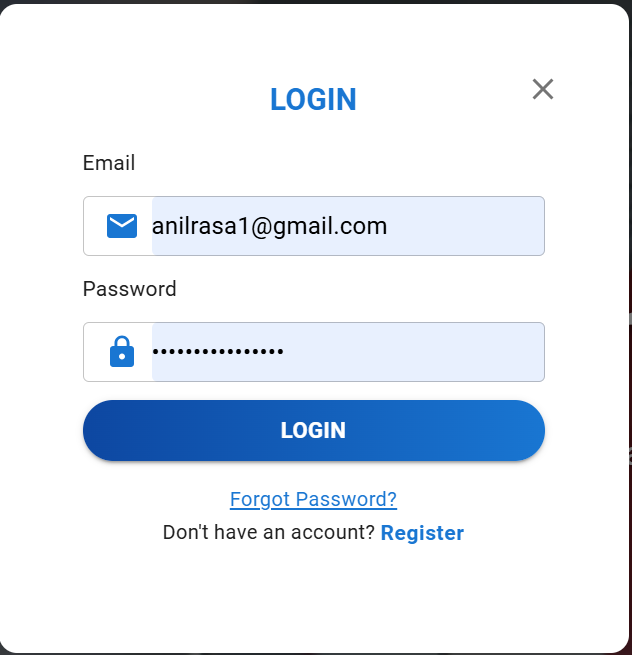 LOGIN
Email
anilrasa1@gmail.com
Password
••••••••••••••••
LOGIN
Forgot Password?
Don't have an account? Register